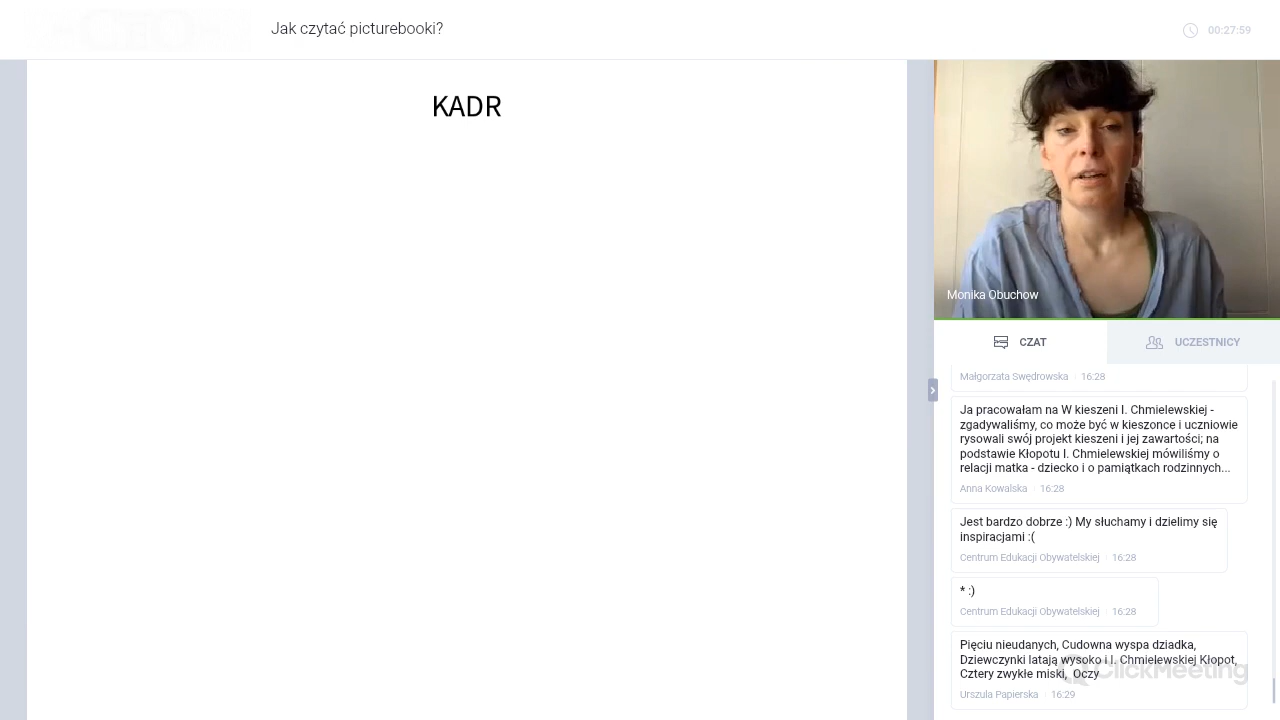 Jak czytać picturebooki?
00:27:59
KADR
Monika Obuchow
CZAT
UCZESTNICY
Małgorzata Swędrowska 16:28
Ja pracowałam na W kieszeni I. Chmielewskiej -
zgadywaliśmy, co może być w kieszonce i uczniowie
rysowali swój projekt kieszeni i jej zawartości; na
podstawie Kłopotu I. Chmielewskiej mówiliśmy o
relacji matka - dziecko i o pamiątkach rodzinnych...
Anna Kowalska 16:28
Jest bardzo dobrze :) My słuchamy i dzielimy się
inspiracjami :(
Centrum Edukacji Obywatelskiej 16:28
* :)
Centrum Edukacji Obywatelskiej 16:28
Pięciu nieudanych, Cudowna wyspa dziadka,
Dziewczynki latają wysoko i I. Chmielewskiej Kłopot,
Cztery zwykłe miski, Oczy
ClickMeeting
Urszula Papierska 16:29